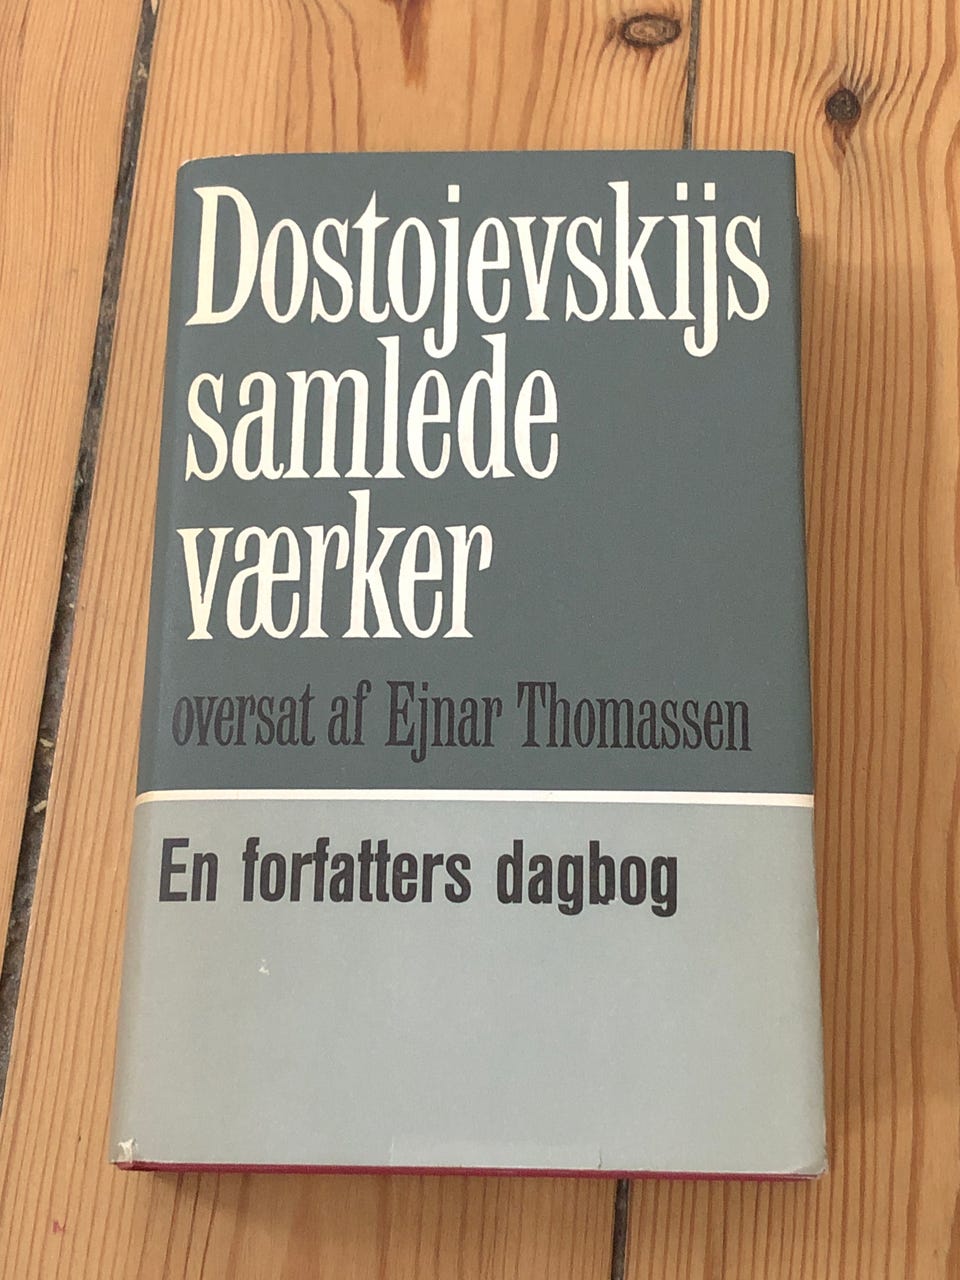 Dostojevskijs
samlede
værker
oversat af Ejnar Thomassen
En forfatters dagbog